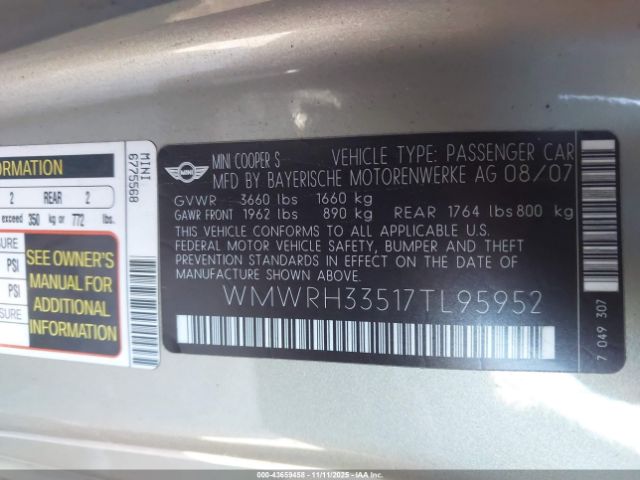 ORMATION
2 REAR 2
exceed 350 kg or 772 lbs.
SURE
PSI
PSI
SURE
SEE OWNER'S
MANUAL FOR
ADDITIONAL
INFORMATION
MINI
6775568
MINI
MINI COOPER S VEHICLE TYPE: PASSENGER CAR
MFD BY BAYERISCHE MOTORENWERKE AG 08/07
GVWR 3660 lbs 1660 kg
GAWR FRONT 1962 lbs 890 kg REAR 1764 lbs 800 kg
THIS VEHICLE CONFORMS TO ALL APPLICABLE U.S.
FEDERAL MOTOR VEHICLE SAFETY, BUMPER AND THEFT
PREVENTION STANDARDS IN EFFECT ON THE DATE OF
MANUFACTURE SHOWN ABOVE.
WMWRH33517TL95952
7 049 307
000-43659458 - 11/11/2025 - IAAI.COM